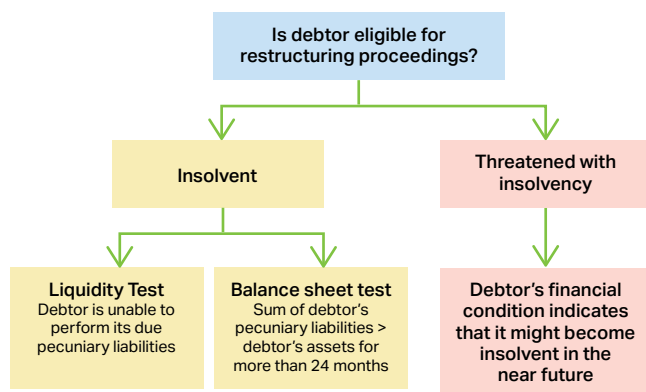 Is debtor eligible for
restructuring proceedings?
Insolvent
Threatened with
insolvency
Liquidity Test
Debtor is unable to
perform its due
pecuniary liabilities
Balance sheet test
Sum of debtor's
pecuniary liabilities >
debtor's assets for
more than 24 months
Debtor's financial
condition indicates
that it might become
insolvent in the
near future